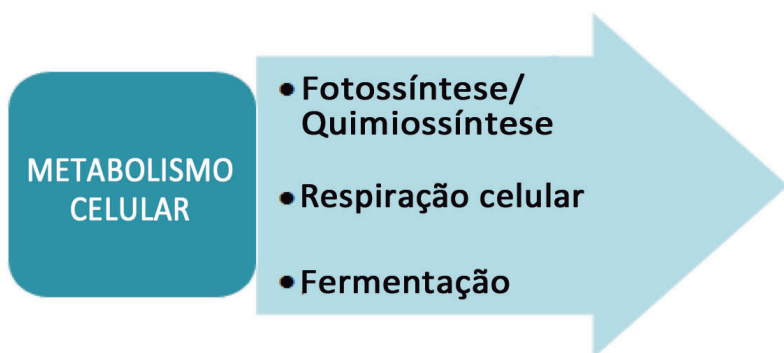 METABOLISMO
CELULAR
• Fotossíntese/
Quimiossíntese
• Respiração celular
• Fermentação